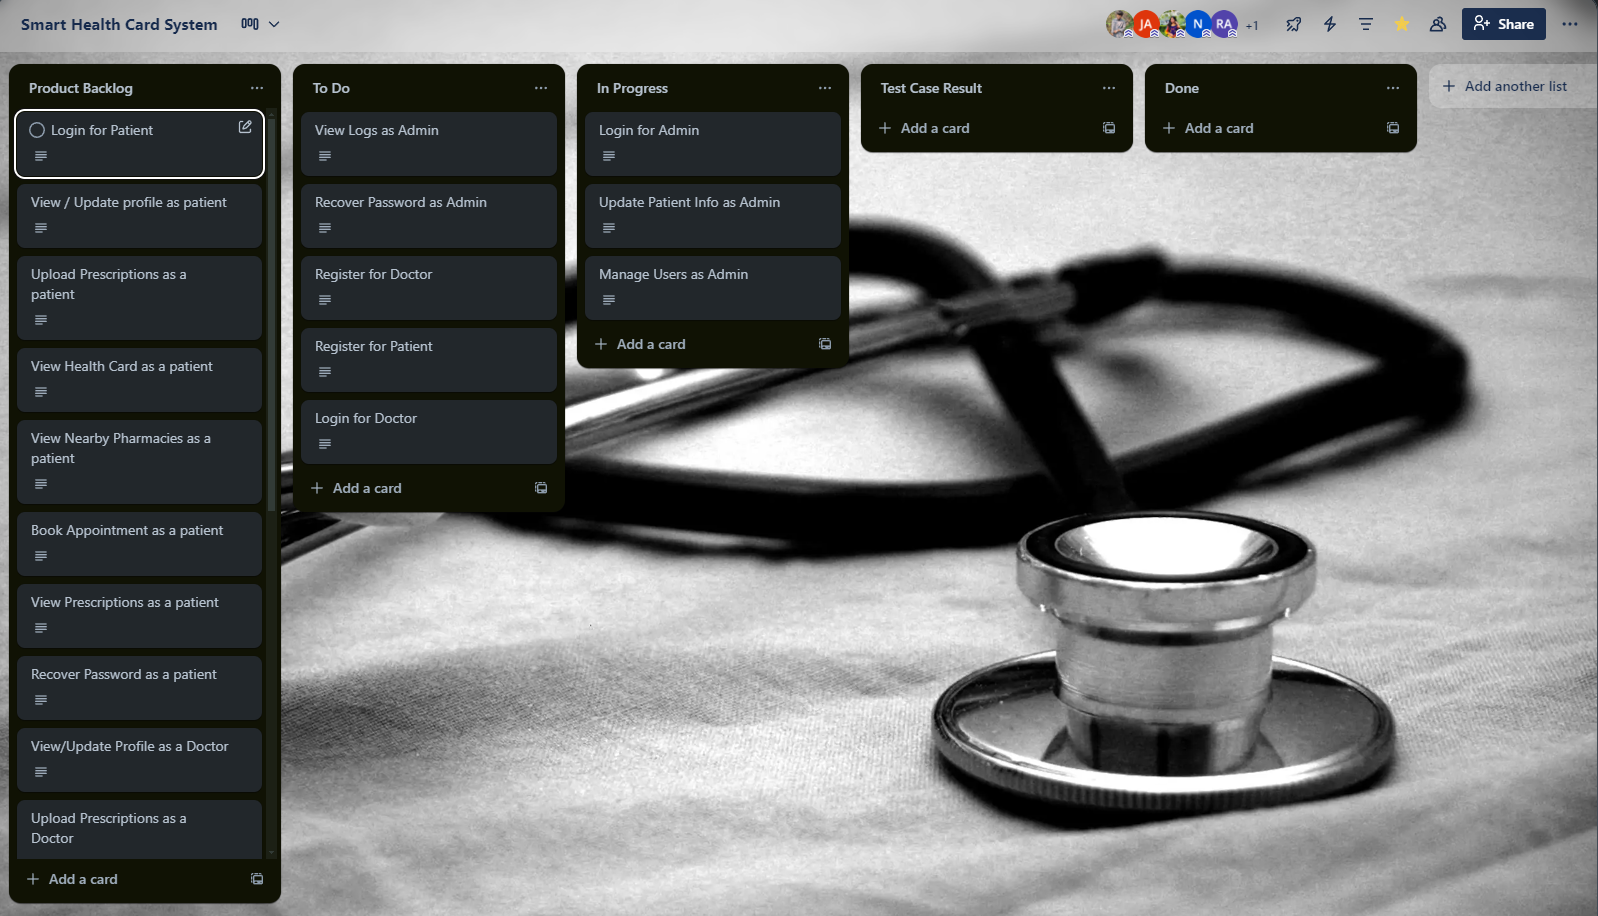 Smart Health Card System
JA
N
RA
+1
Share
Product Backlog
Login for Patient
View / Update profile as patient
Upload Prescriptions as a
patient
View Health Card as a patient
View Nearby Pharmacies as a
patient
Book Appointment as a patient
View Prescriptions as a patient
Recover Password as a patient
View/Update Profile as a Doctor
Upload Prescriptions as a
Doctor
Add a card
To Do
View Logs as Admin
Recover Password as Admin
Register for Doctor
Register for Patient
Login for Doctor
Add a card
In Progress
Login for Admin
Update Patient Info as Admin
Manage Users as Admin
Add a card
Test Case Result
Add a card
Done
Add a card
Add another list